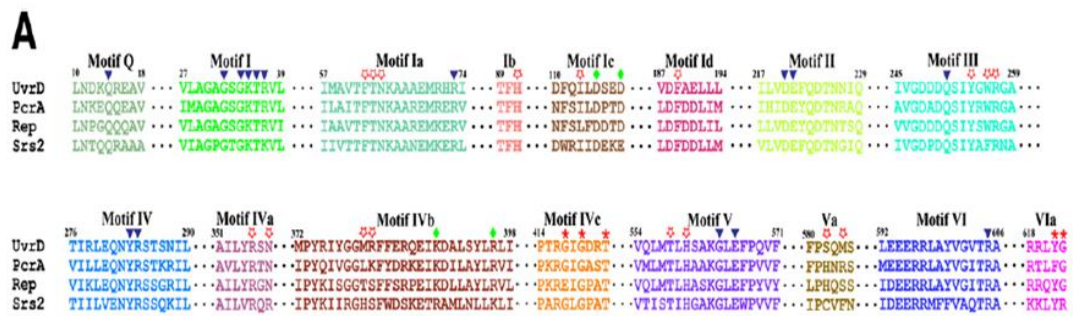 A
Motif Q Motif I Motif Ia Ib Motif Ic Motif Id Motif II Motif III
10 18 27 39 57 74 89 110 187 194 217 229 245 259
UvrD LNDKQREAV ··· VLAGAGSGKTRVL ··· IMAVTFTNKAAAEMRHRI ··· TFH ··· DFQILDSED ··· VDFAELLL ··· LLVDEFQDTNNIQ ··· IVGDDDQSIYGWRGA ···
PcrA LNKEQQEAV ··· IMAGAGSGKTRVL ··· ILAITFTNKAAREMRERV ··· TFH ··· NFSILDPTD ··· IDFDDLIM ··· IHIDEYQDTNRAQ ··· AVGDADQSIYRWRGA ···
Rep LNPGQQQAV ··· VLAGAGSGKTRVI ··· IAAVTFTNKAAREMKERV ··· TFH ··· NFSLFDDTD ··· LDFDDLIL ··· LLVDEYQDTNTSQ ··· VVGDDDQSIYSWRGA ···
Srs2 LNTQQRAAA ··· VIAGPGTGKTKVL ··· IIVTTFTNKAANEMKERL ··· TFH ··· DWRIIDEKE ··· LDFDDLLM ··· VLVDEFQDTNGIQ ··· IVGDPDQSIYAFRNA ···
Motif IV Motif IVa Motif IVb Motif IVc Motif V Va Motif VI VIa
276 290 351 372 398 414 554 571 580 592 606 618
UvrD TIRLEQNYRSTSNIL ·· AILYRSN ·· MPYRIYGGMRFFERQEIKDALSYLRLI ·· PTRGIGDRT ·· VQLMTLHSAKGLEFPQVF ·· FPSQMS ·· LEEERRLAYVGVTRA ·· RRLYG
PcrA VILLEQNYRSTKRIL ·· AVLYRTN ·· IPYQIVGGLKFYDRKEIKDILAYLRVI ·· PKRGIGAST ·· VMLMTLHAAKGLEFPVVF ·· FPHNRS ·· MEEERRLAYVGITRA ·· RTLFG
Rep VIKLEQNYRSSGRIL ·· AILYRGN ·· IPYKISGGTSFFSRPEIKDLLAYLRVL ·· PKREIGPAT ·· VQLMTLHASKGLEFPYVY ·· LPHQSS ·· IDEERRLAYVGITRA ·· RRQYG
Srs2 TIILVENYRSSQKIL ·· AILVRQR ·· IPYKIIRGHSFWDSKETRAMLNLLKLI ·· PARGLGPAT ·· VTISTIHGAKGLEWPVVF ·· IPCVFN ·· IDEERRMFFVAQTRA ·· KKLYR